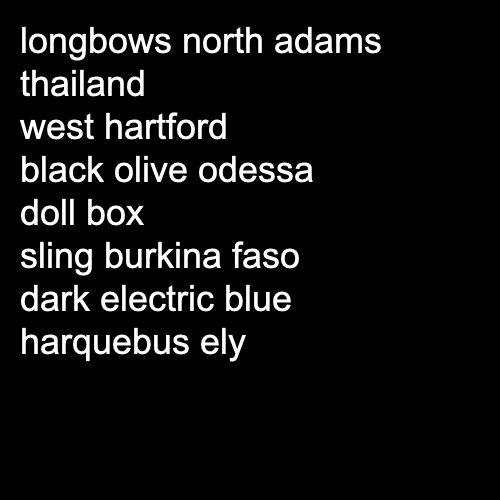 longbows north adams
thailand
west hartford
black olive odessa
doll box
sling burkina faso
dark electric blue
harquebus ely